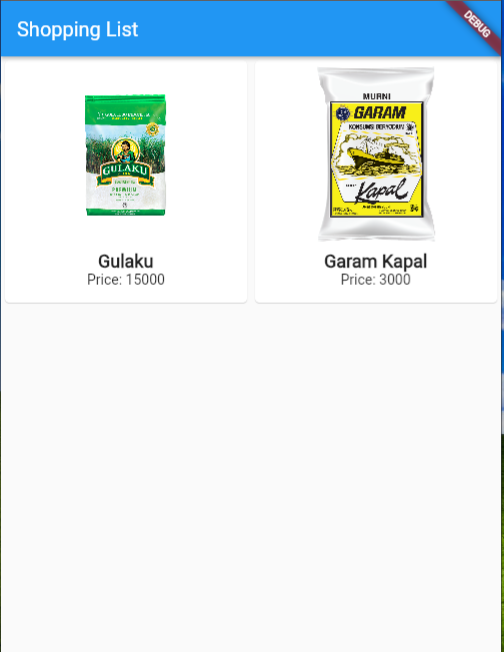 Shopping List
DEBUG
GULAKU
PREMIUM
MURNI
GARAM
KONSUMSI BERYODIUM
Kapal
Gulaku
Price: 15000
Garam Kapal
Price: 3000